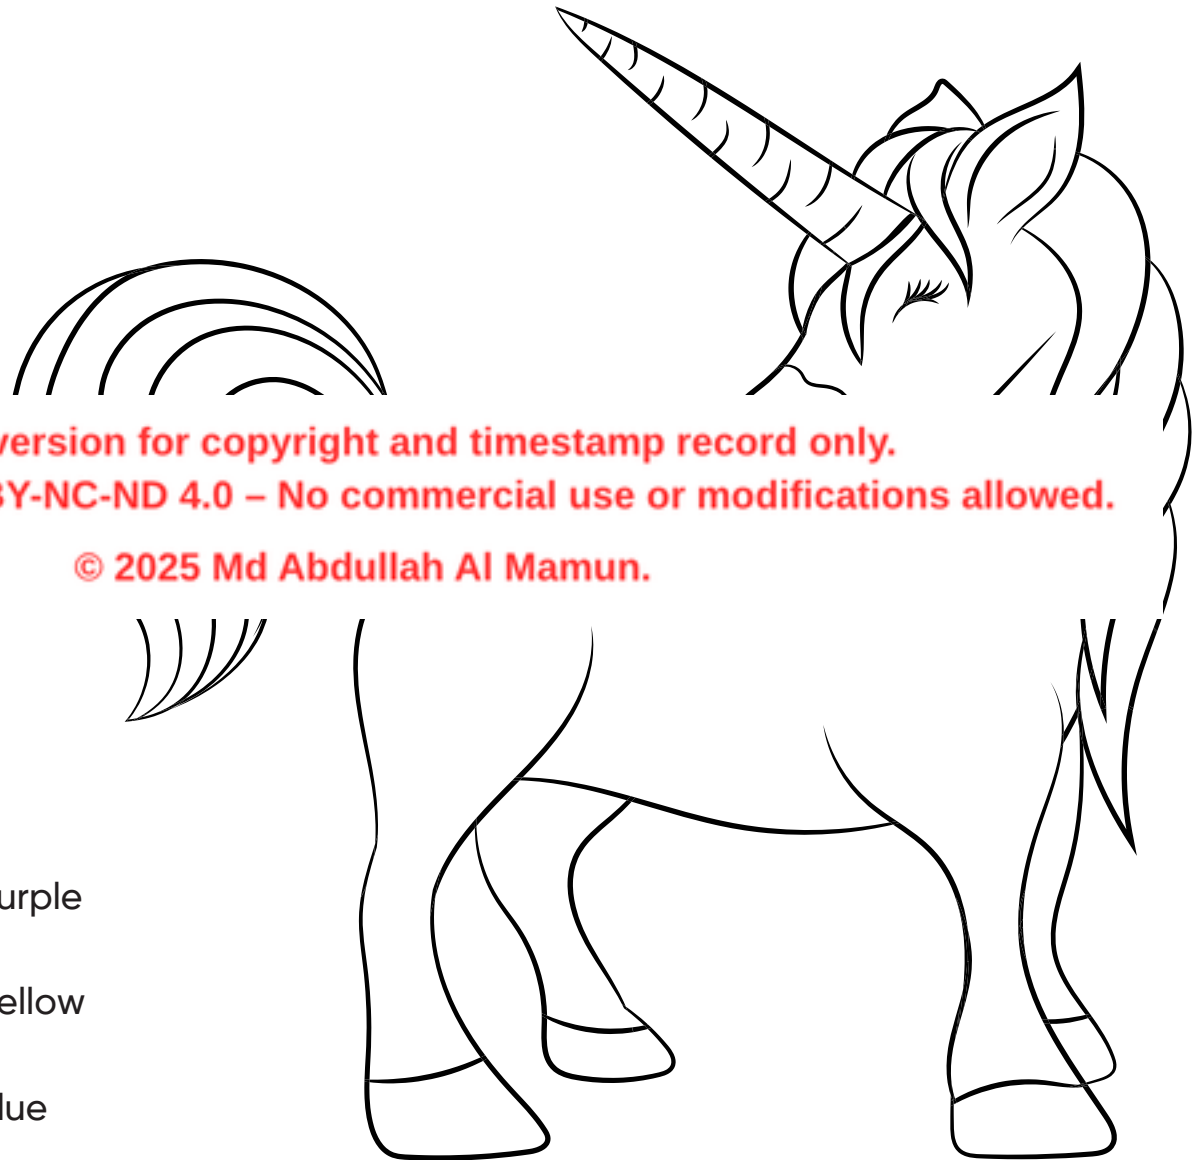 version for copyright and timestamp record only.
BY-NC-ND 4.0 – No commercial use or modifications allowed.
© 2025 Md Abdullah Al Mamun.
urple
ellow
lue